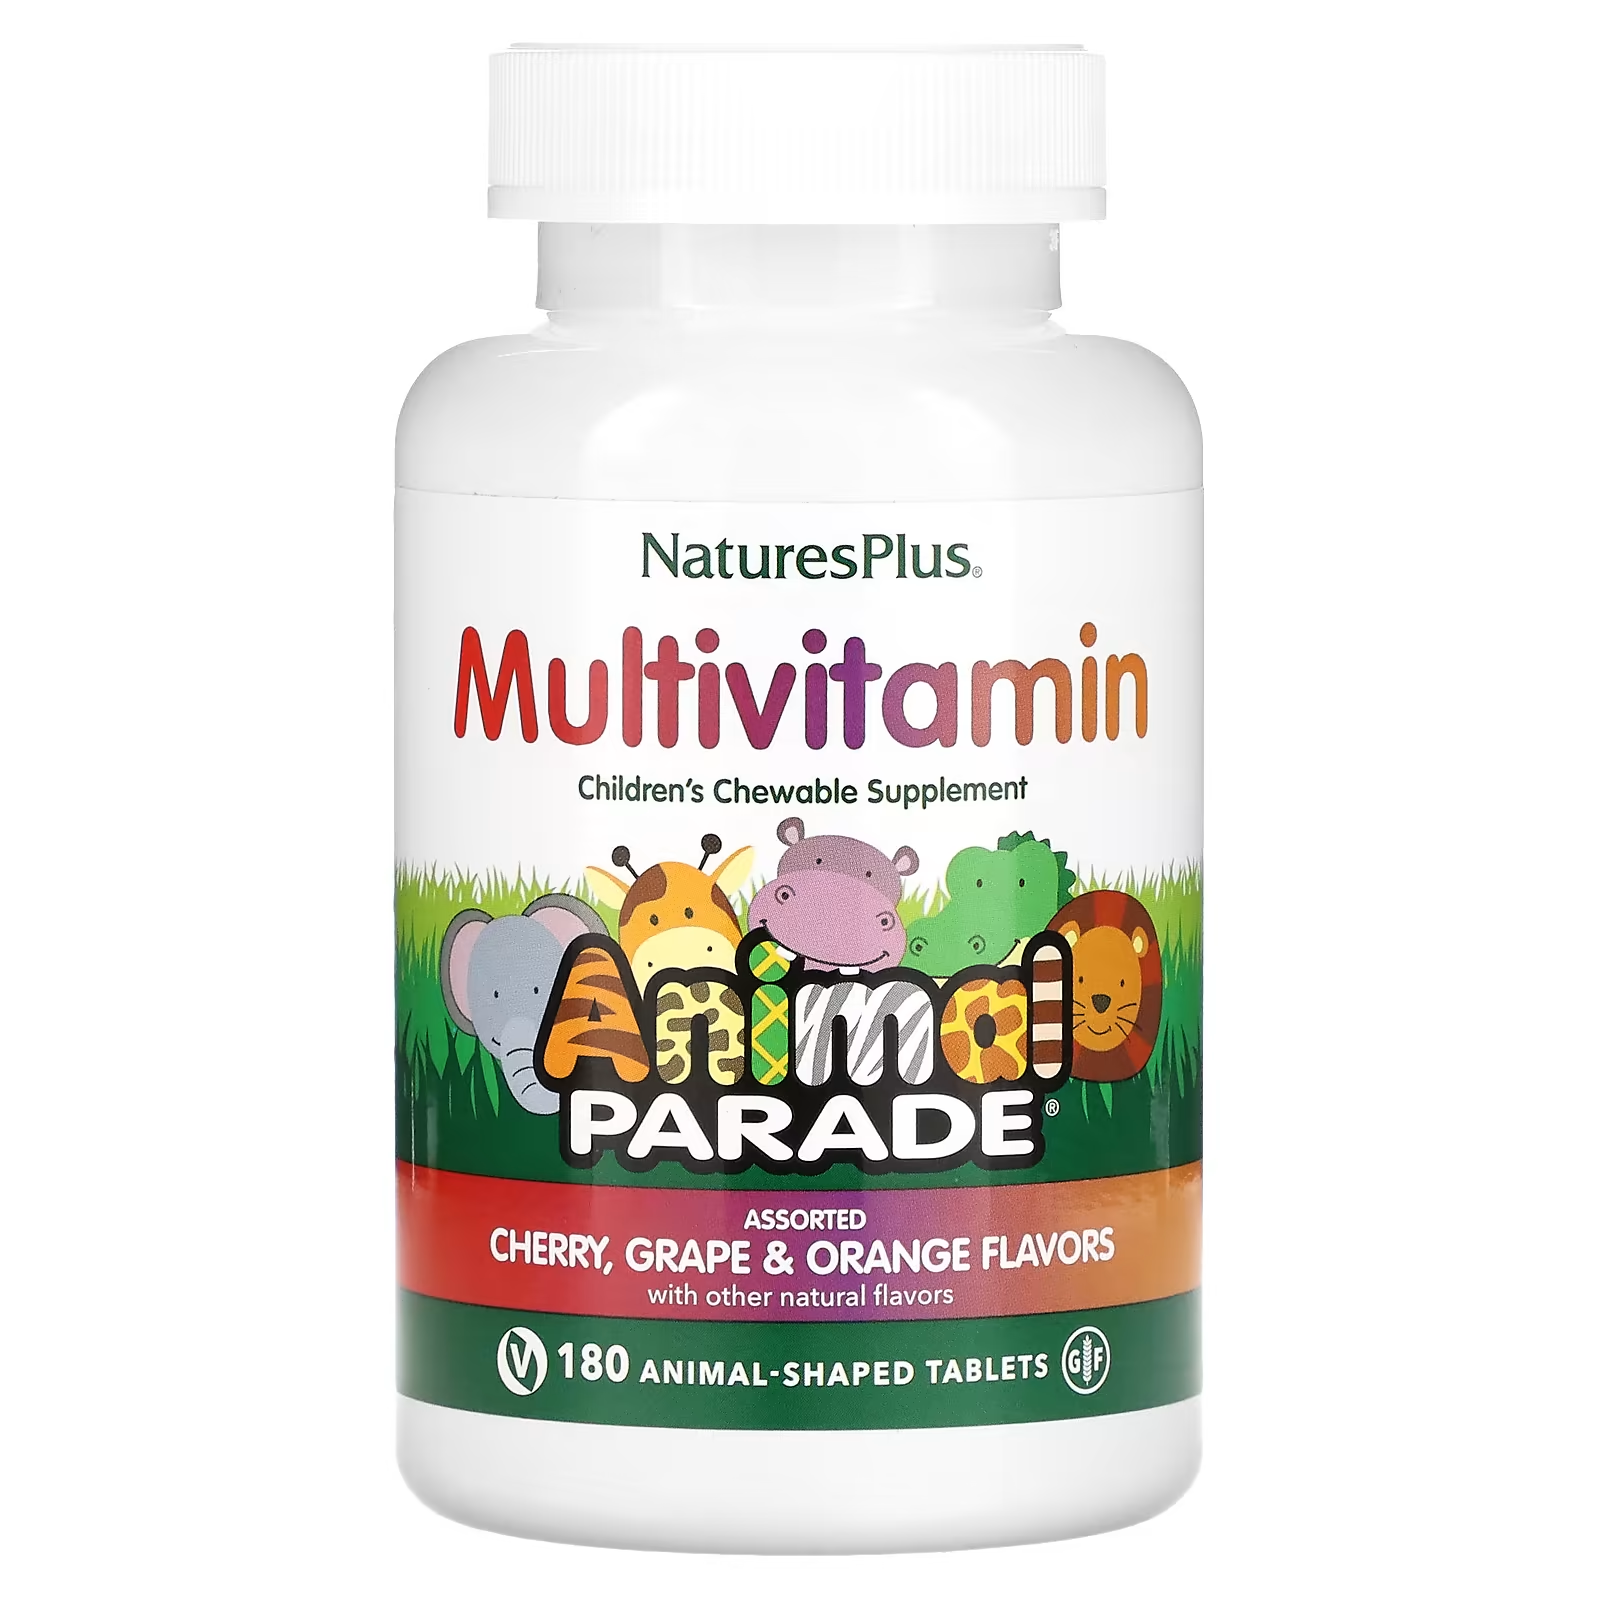 NaturesPlus®
Multivitamin
Children's Chewable Supplement
Animal
PARADE®
ASSORTED
CHERRY, GRAPE & ORANGE FLAVORS
with other natural flavors
V 180 ANIMAL-SHAPED TABLETS GF